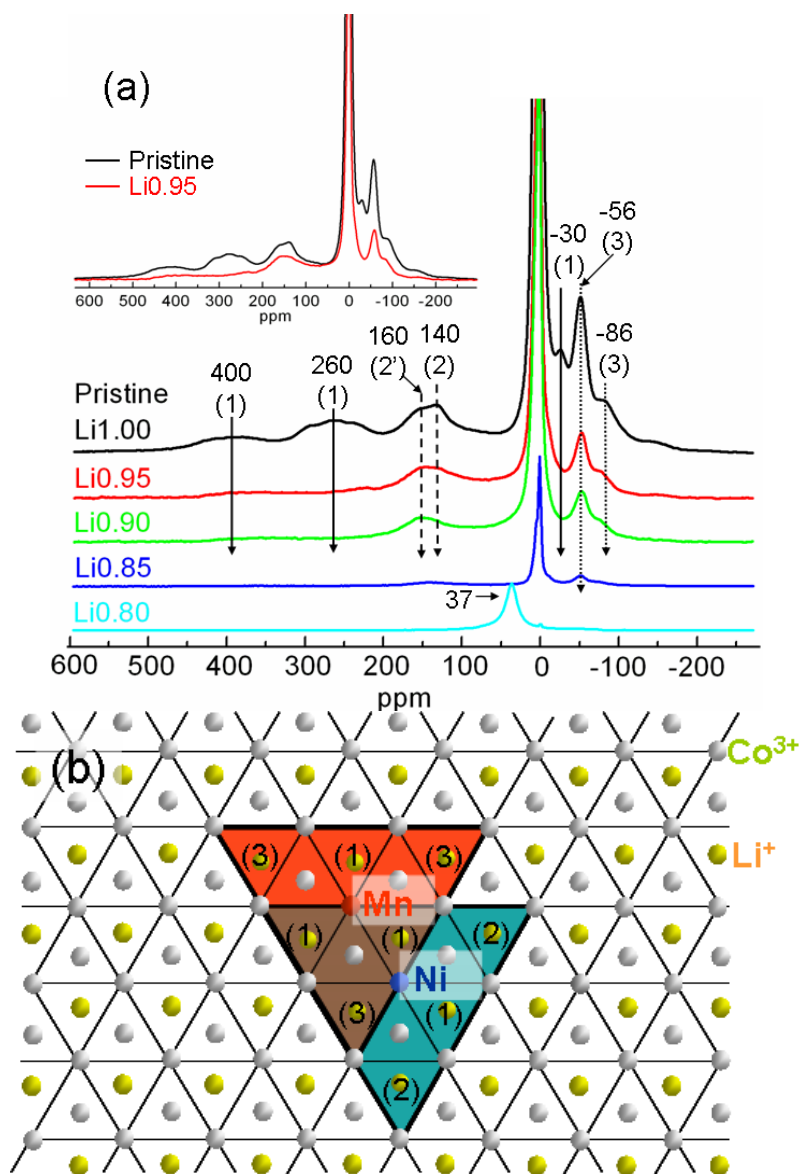 (a)
Pristine
Li0.95
600 500 400 300 200 100 0 -100 -200
ppm
-56
(3)
-30
(1)
-86
(3)
160
(2')
140
(2)
400
(1)
260
(1)
Pristine
Li1.00
Li0.95
Li0.90
Li0.85
Li0.80
37
600 500 400 300 200 100 0 -100 -200
ppm
(b)
Co³⁺
Li⁺
(3) (1) (3)
Mn
(1) (1) (2)
Ni
(3) (1)
(2)